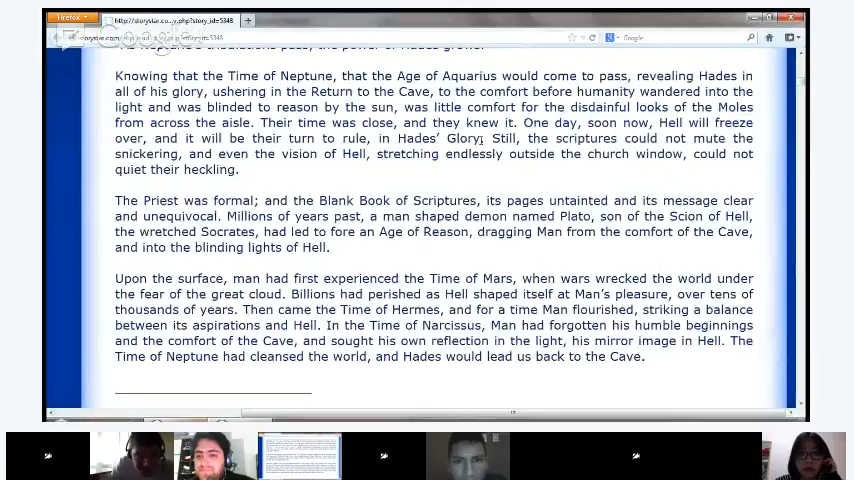 Firefox
http://storystar.co...y.php?story_id=5348
Google
Google
Knowing that the Time of Neptune, that the Age of Aquarius would come to pass, revealing Hades in
all of his glory, ushering in the Return to the Cave, to the comfort before humanity wandered into the
light and was blinded to reason by the sun, was little comfort for the disdainful looks of the Moles
from across the aisle. Their time was close, and they knew it. One day, soon now, Hell will freeze
over, and it will be their turn to rule, in Hades’ Glory. Still, the scriptures could not mute the
snickering, and even the vision of Hell, stretching endlessly outside the church window, could not
quiet their heckling.
The Priest was formal; and the Blank Book of Scriptures, its pages untainted and its message clear
and unequivocal. Millions of years past, a man shaped demon named Plato, son of the Scion of Hell,
the wretched Socrates, had led to fore an Age of Reason, dragging Man from the comfort of the Cave,
and into the blinding lights of Hell.
Upon the surface, man had first experienced the Time of Mars, when wars wrecked the world under
the fear of the great cloud. Billions had perished as Hell shaped itself at Man’s pleasure, over tens of
thousands of years. Then came the Time of Hermes, and for a time Man flourished, striking a balance
between its aspirations and Hell. In the Time of Narcissus, Man had forgotten his humble beginnings
and the comfort of the Cave, and sought his own reflection in the light, his mirror image in Hell. The
Time of Neptune had cleansed the world, and Hades would lead us back to the Cave.